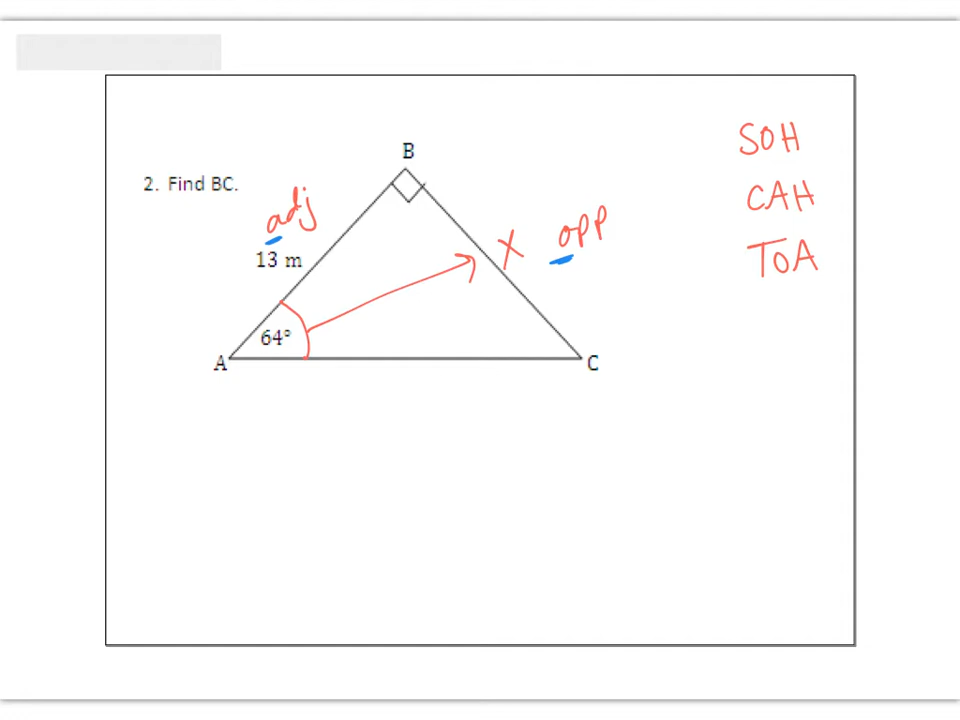 B
SOH
2. Find BC.
adj
CAH
X opp
13 m
TOA
64°
A
C